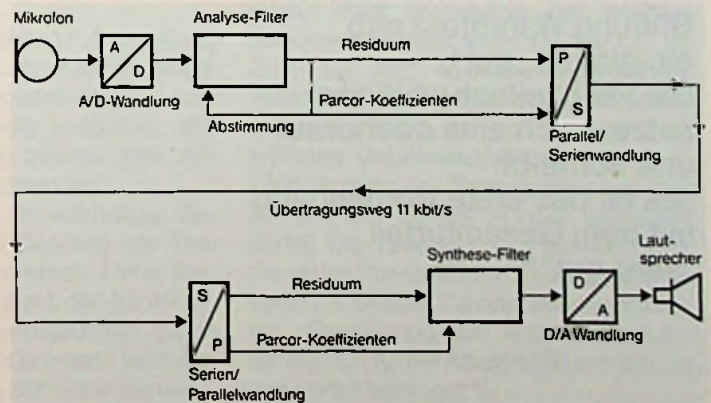 Mikrofon
Analyse-Filter
A
D
A/D-Wandlung
Residuum
Parcor-Koeffizienten
Abstimmung
P
S
Parallel/
Serienwandlung
Übertragungsweg 11 kbit/s
S
P
Serien/
Parallelwandlung
Residuum
Parcor-Koeffizienten
Synthese-Filter
D
A
D/A Wandlung
Laut-
sprecher